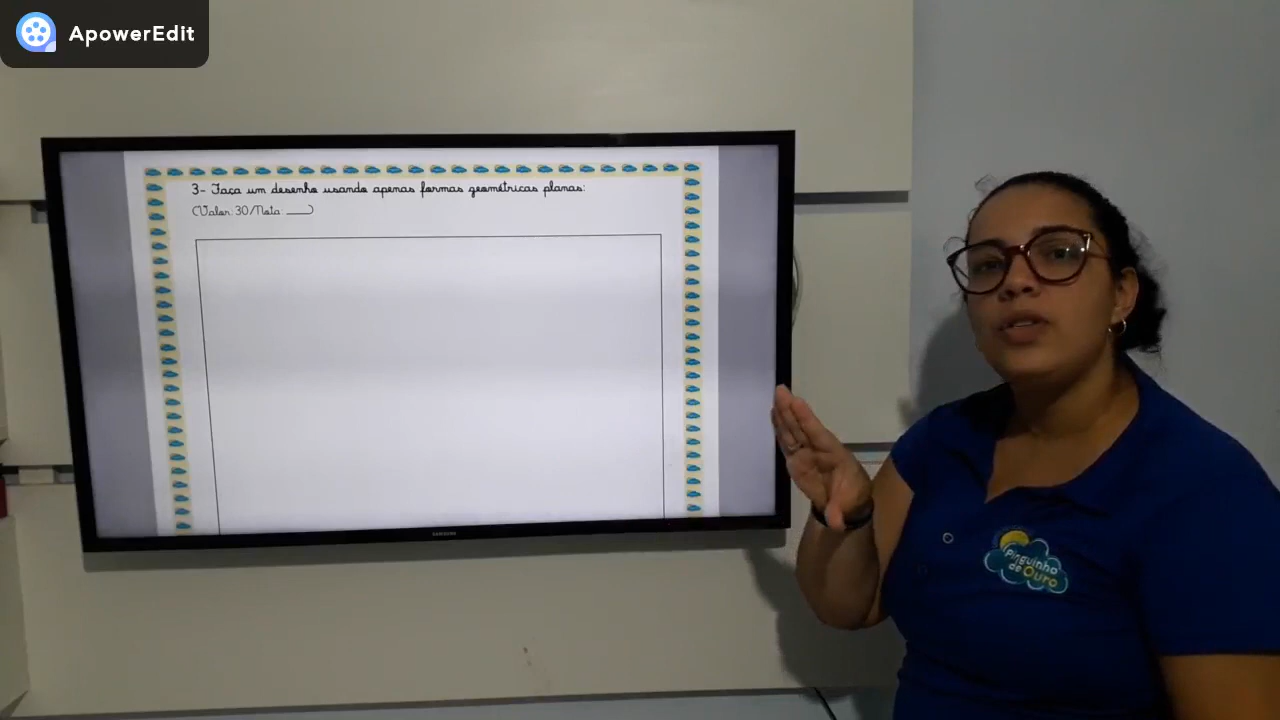 ApowerEdit
3- Faça um desenho usando apenas formas geométricas planas:
(Valor: 30/Nota: ___)
SAMSUNG
Pinguinho
de Ouro